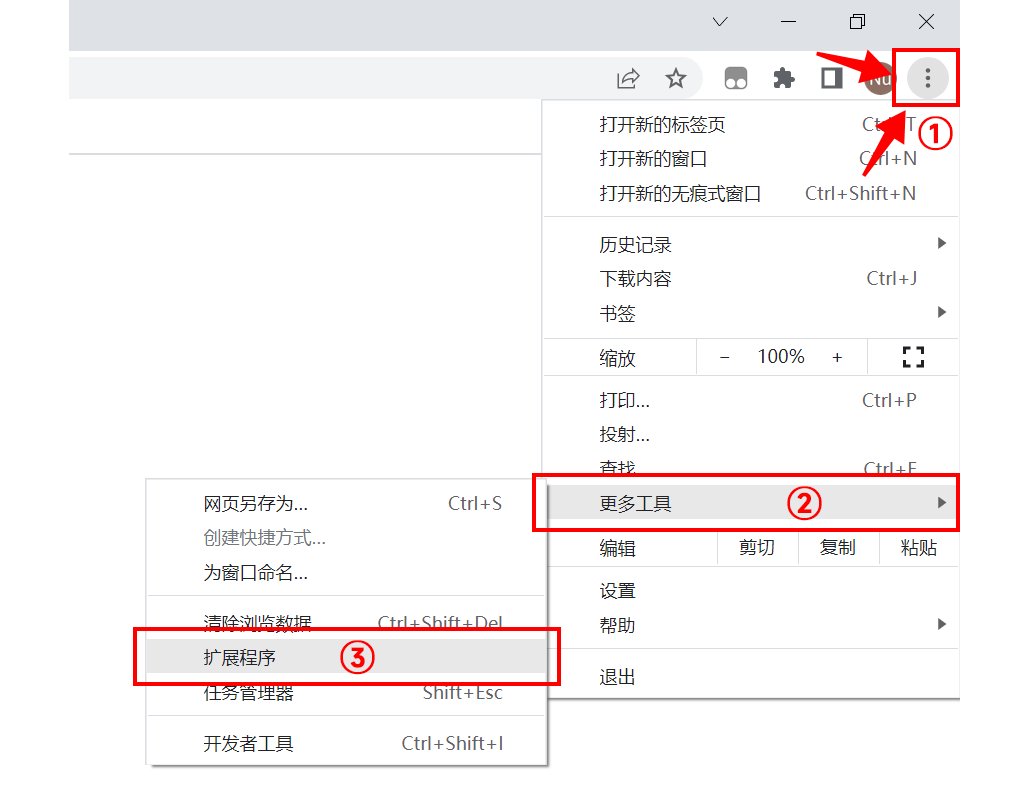 Nu
①
打开新的标签页 Ctrl+T
打开新的窗口 Ctrl+N
打开新的无痕式窗口 Ctrl+Shift+N
历史记录
下载内容 Ctrl+J
书签
缩放 − 100% +
打印... Ctrl+P
投射...
查找 Ctrl+F
更多工具 ②
编辑 剪切 复制 粘贴
设置
帮助
退出
网页另存为... Ctrl+S
创建快捷方式...
为窗口命名...
清除浏览数据 Ctrl+Shift+Del
扩展程序 ③
任务管理器 Shift+Esc
开发者工具 Ctrl+Shift+I